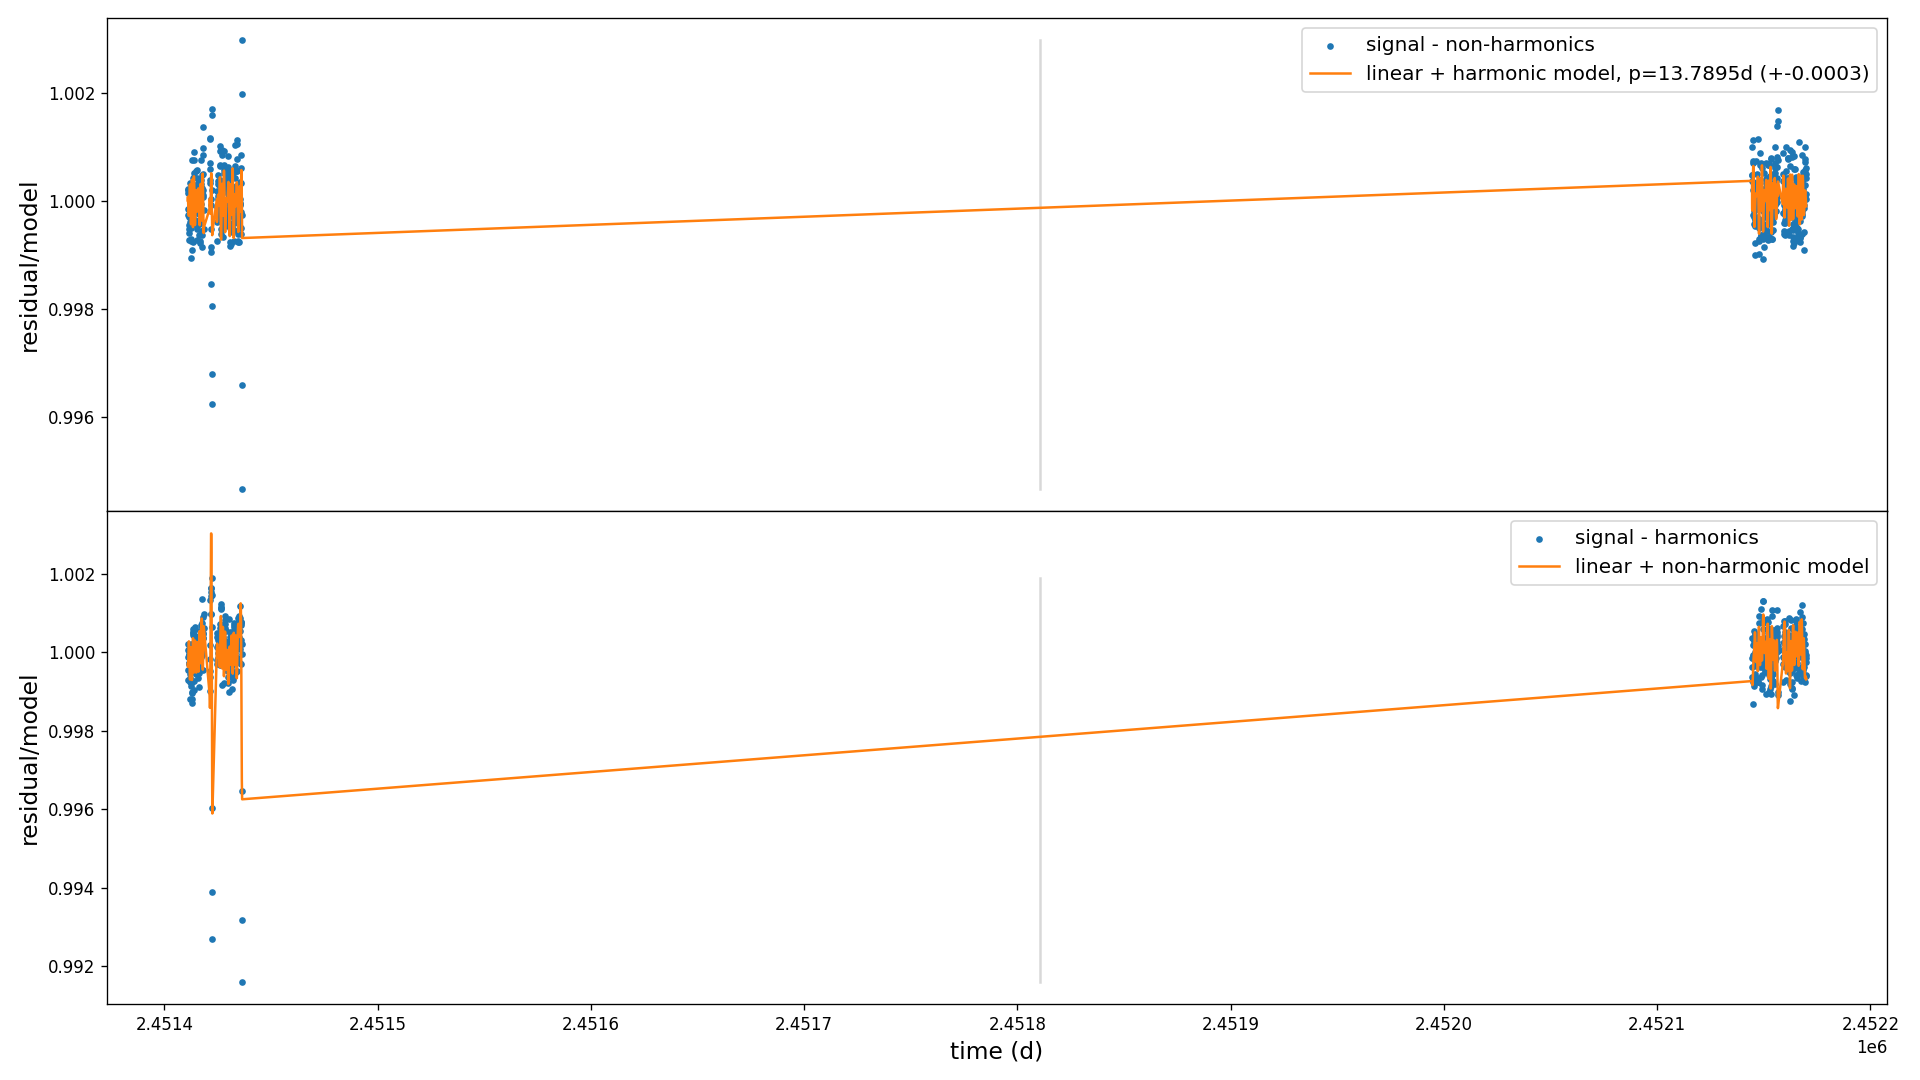 signal - non-harmonics
linear + harmonic model, p=13.7895d (+-0.0003)
residual/model
1.002
1.000
0.998
0.996
signal - harmonics
linear + non-harmonic model
residual/model
1.002
1.000
0.998
0.996
0.994
0.992
2.4514 2.4515 2.4516 2.4517 2.4518 2.4519 2.4520 2.4521 2.4522
1e6
time (d)